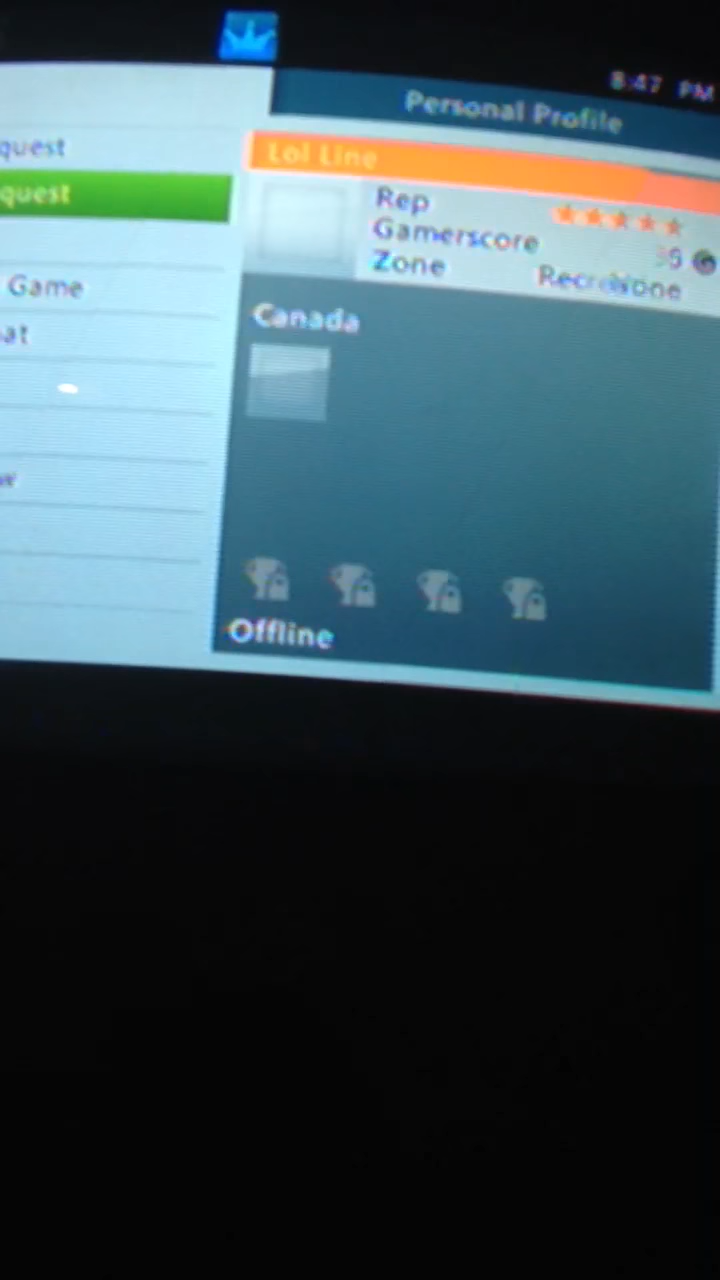 8:47 PM
Personal Profile
quest
Lol Line
quest
Rep
Gamerscore
Zone
Game
Canada
at
Offline